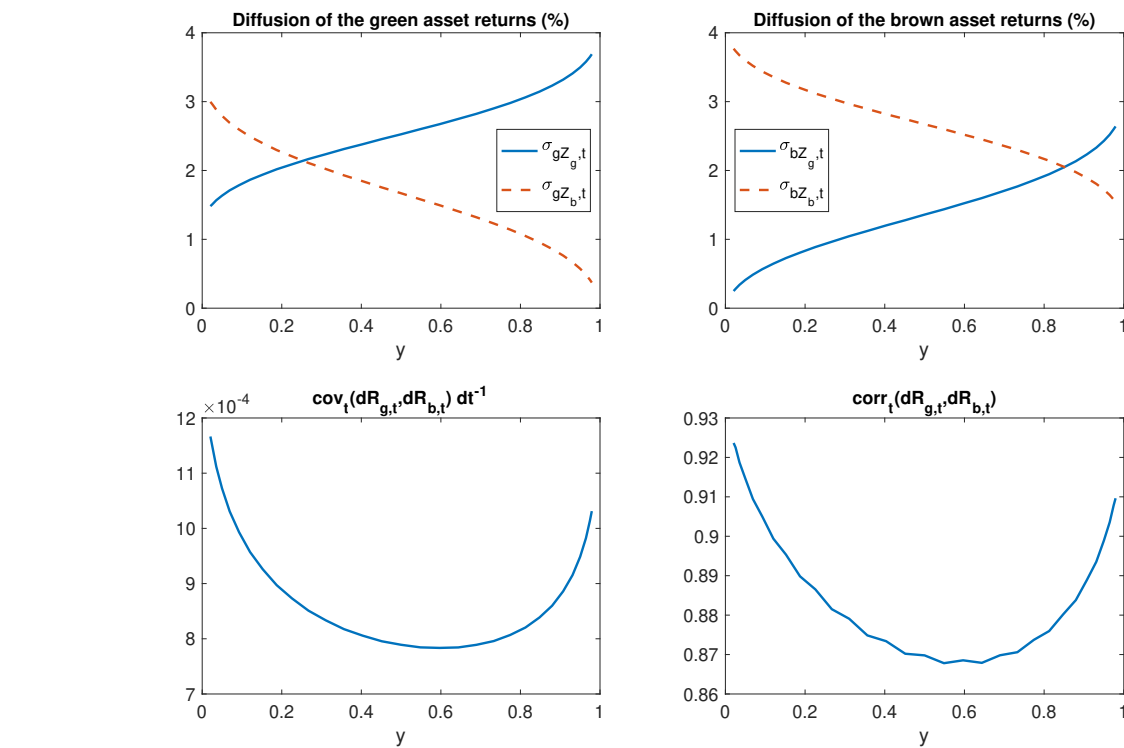 Diffusion of the green asset returns (%)
4
3
2
1
0
σgZg,t
σgZb,t
0 0.2 0.4 0.6 0.8 1
y
Diffusion of the brown asset returns (%)
4
3
2
1
0
σbZg,t
σbZb,t
0 0.2 0.4 0.6 0.8 1
y
covt(dRg,t,dRb,t) dt-1
×10-4
12
11
10
9
8
7
0 0.2 0.4 0.6 0.8 1
y
corrt(dRg,t,dRb,t)
0.93
0.92
0.91
0.9
0.89
0.88
0.87
0.86
0 0.2 0.4 0.6 0.8 1
y